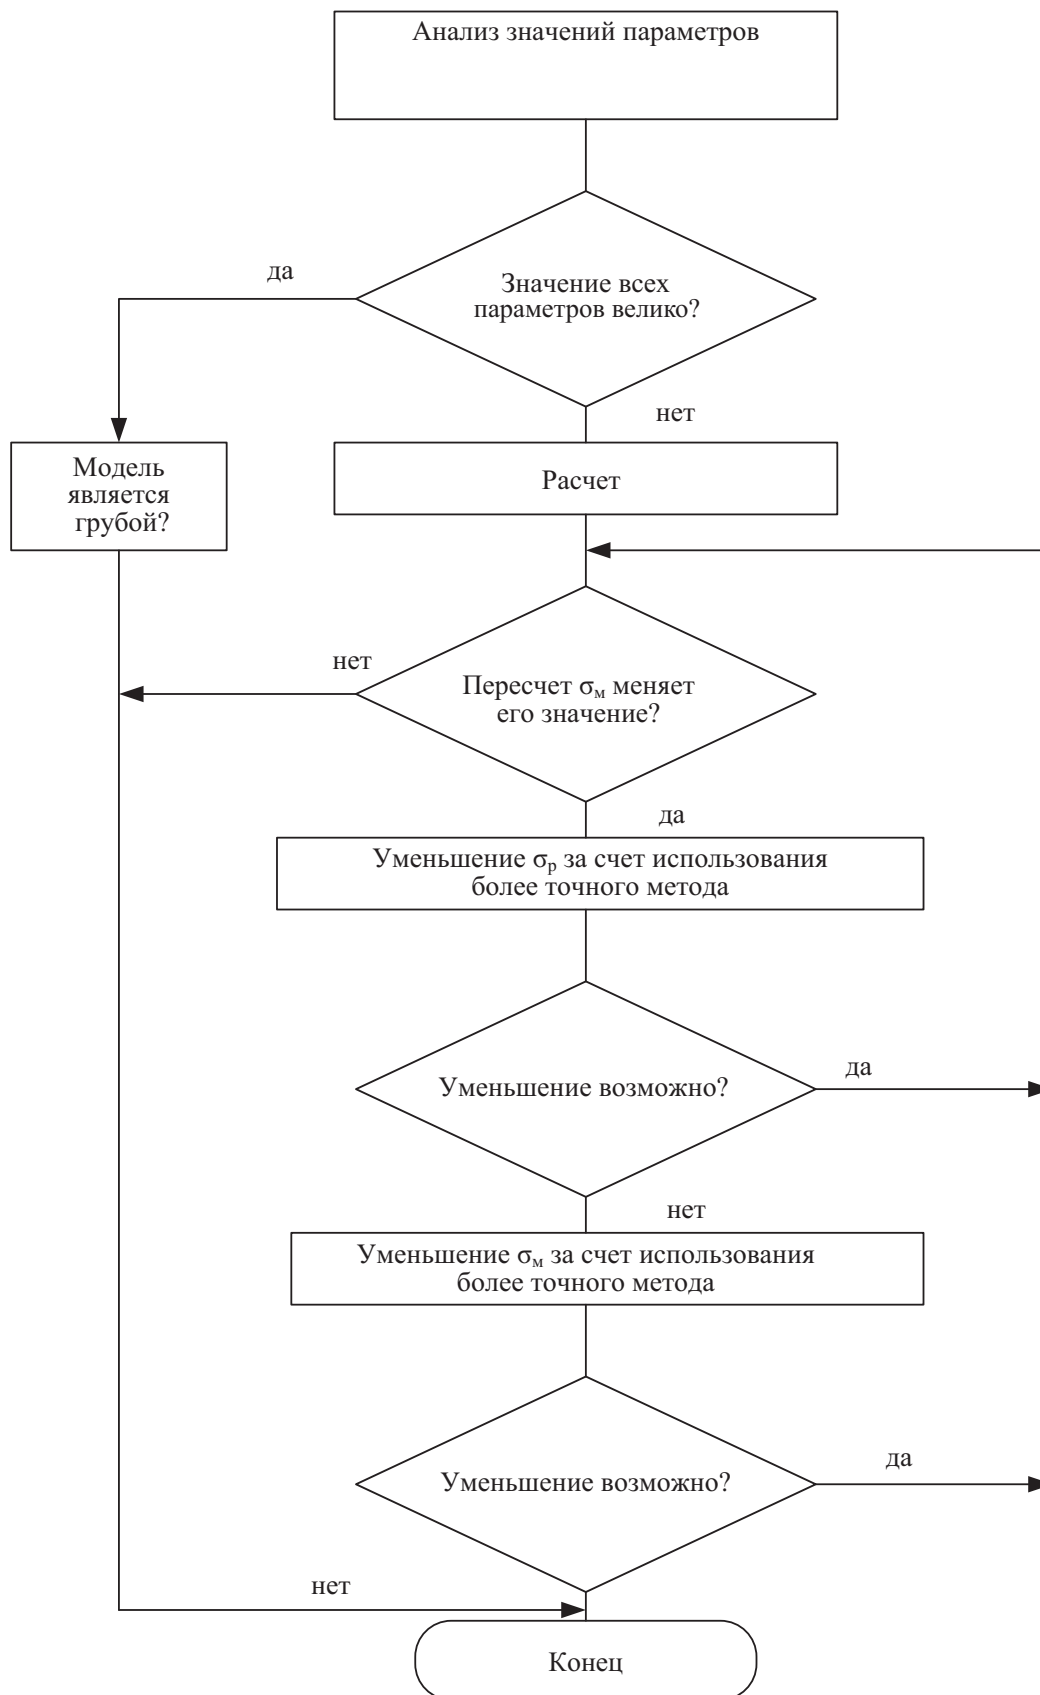 Анализ значений параметров
да
Значение всех
параметров велико?
нет
Модель
является
грубой?
Расчет
нет
Пересчет σм меняет
его значение?
да
Уменьшение σр за счет использования
более точного метода
Уменьшение возможно?
да
нет
Уменьшение σм за счет использования
более точного метода
Уменьшение возможно?
да
нет
Конец